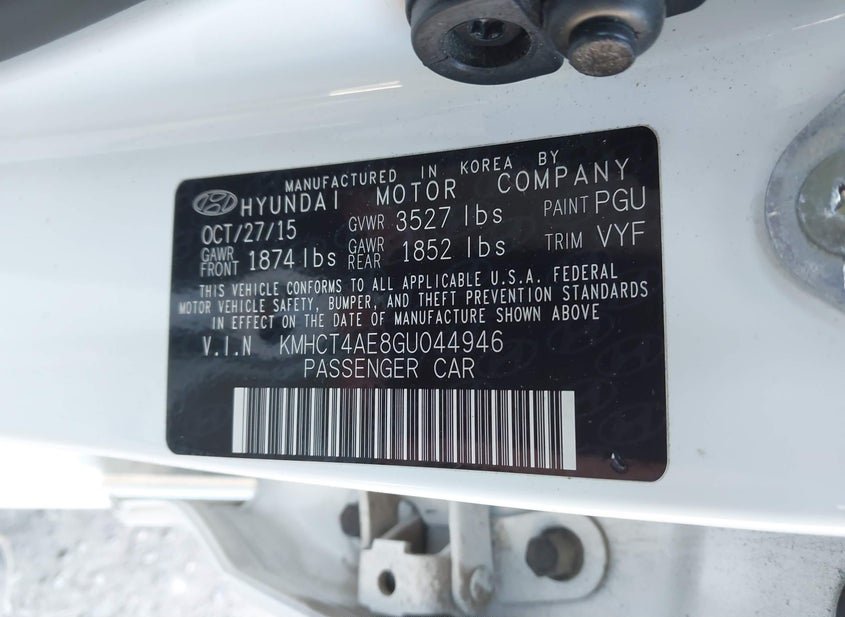 MANUFACTURED IN KOREA BY
HYUNDAI MOTOR COMPANY
OCT/27/15 GVWR 3527 lbs PAINT PGU
GAWR FRONT 1874 lbs GAWR REAR 1852 lbs TRIM VYF
THIS VEHICLE CONFORMS TO ALL APPLICABLE U.S.A. FEDERAL
MOTOR VEHICLE SAFETY, BUMPER, AND THEFT PREVENTION STANDARDS
IN EFFECT ON THE DATE OF MANUFACTURE SHOWN ABOVE
V.I.N KMHCT4AE8GU044946
PASSENGER CAR